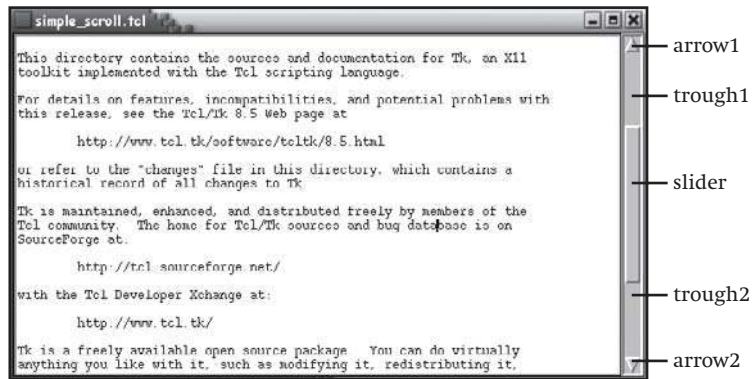 simple_scroll.tcl
This directory contains the sources and documentation for Tk, an X11
toolkit implemented with the Tcl scripting language.
For details on features, incompatibilities, and potential problems with
this release, see the Tcl/Tk 8.5 Web page at
http://www.tcl.tk/software/tcltk/8.5.html
or refer to the "changes" file in this directory, which contains a
historical record of all changes to Tk.
Tk is maintained, enhanced, and distributed freely by members of the
Tcl community.  The home for Tcl/Tk sources and bug database is on
SourceForge at:
http://tcl.sourceforge.net/
with the Tcl Developer Xchange at:
http://www.tcl.tk/
Tk is a freely available open source package.  You can do virtually
anything you like with it, such as modifying it, redistributing it,
arrow1
trough1
slider
trough2
arrow2